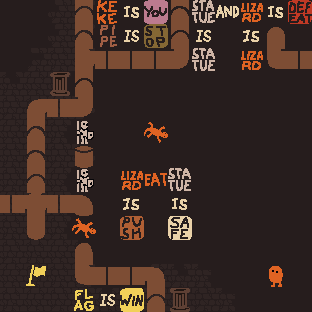 KEKE IS YOU STATUE AND LIZARD IS DEFEAT
PIPE IS STOP IS IS
STATUE LIZARD
LIZARD EAT STATUE
IS IS
PUSH SAFE
FLAG IS WIN